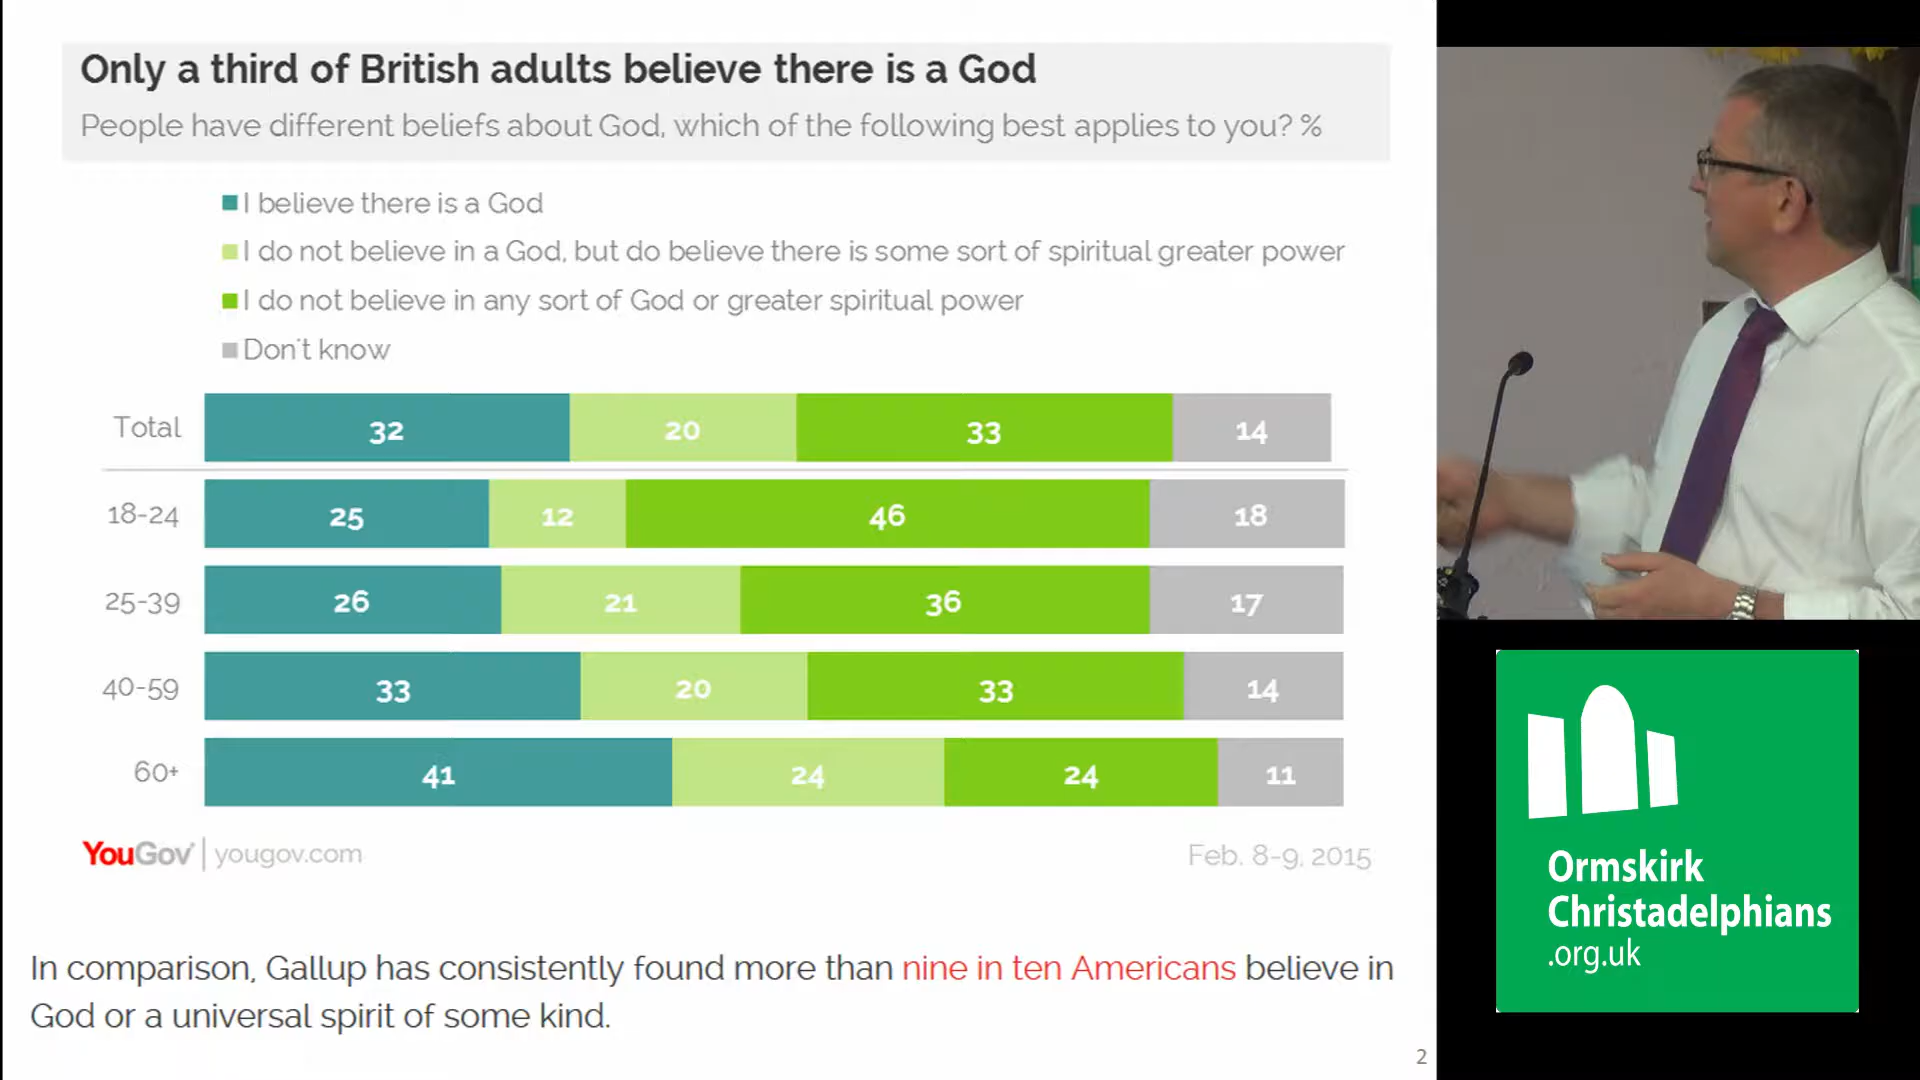 Only a third of British adults believe there is a God
People have different beliefs about God, which of the following best applies to you? %
I believe there is a God
I do not believe in a God, but do believe there is some sort of spiritual greater power
I do not believe in any sort of God or greater spiritual power
Don't know
Total 32 20 33 14
18-24 25 12 46 18
25-39 26 21 36 17
40-59 33 20 33 14
60+ 41 24 24 11
YouGov | yougov.com Feb. 8-9, 2015
In comparison, Gallup has consistently found more than nine in ten Americans believe in
God or a universal spirit of some kind.
2
Ormskirk
Christadelphians
.org.uk